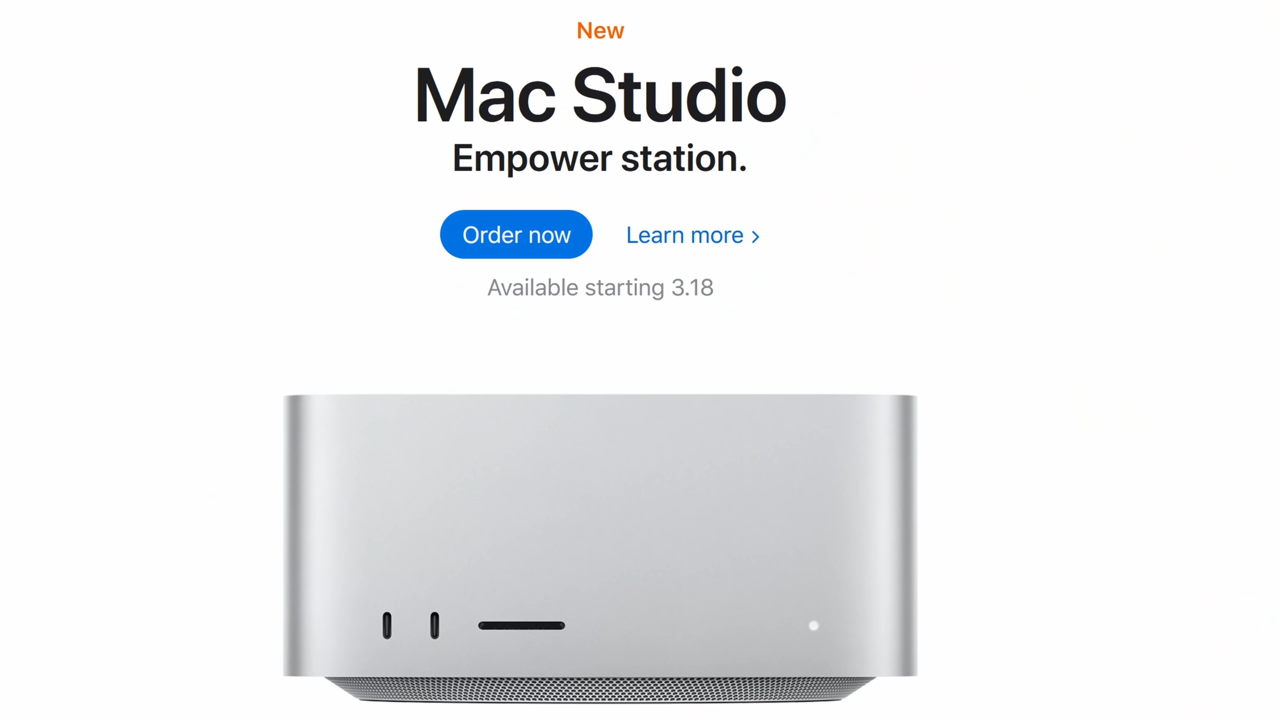 New
Mac Studio
Empower station.
Order now Learn more >
Available starting 3.18